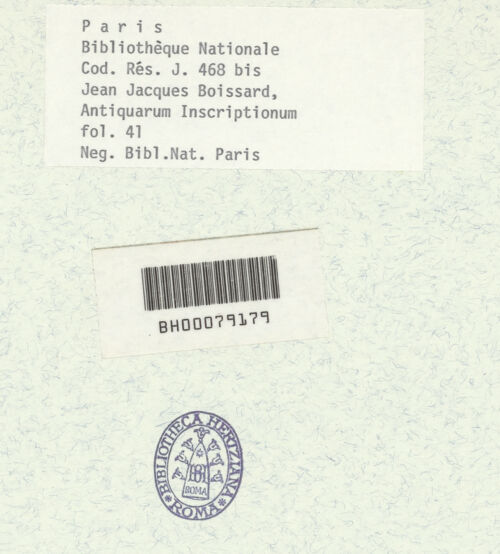 P a r i s
Bibliothèque Nationale
Cod. Rés. J. 468 bis
Jean Jacques Boissard,
Antiquarum Inscriptionum
fol. 41
Neg. Bibl.Nat. Paris
BH00079179
BIBLIOTHECA HERTZIANA
BH
ROMA
* ROMA *